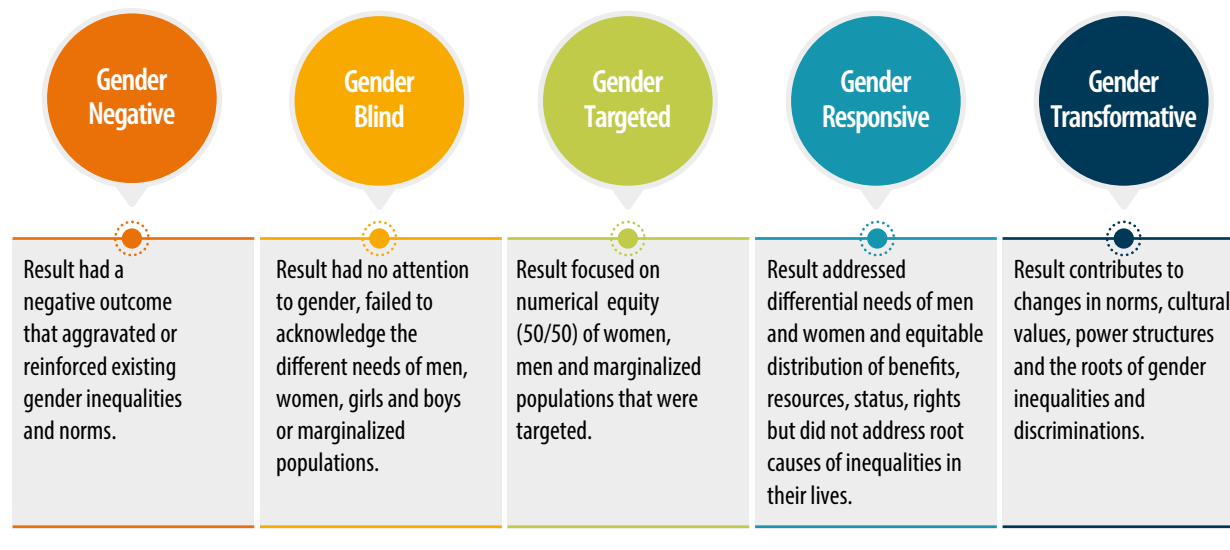 Gender
Negative
Gender
Blind
Gender
Targeted
Gender
Responsive
Gender
Transformative
Result had a
negative outcome
that aggravated or
reinforced existing
gender inequalities
and norms.
Result had no attention
to gender, failed to
acknowledge the
different needs of men,
women, girls and boys
or marginalized
populations.
Result focused on
numerical equity
(50/50) of women,
men and marginalized
populations that were
targeted.
Result addressed
differential needs of men
and women and equitable
distribution of benefits,
resources, status, rights
but did not address root
causes of inequalities in
their lives.
Result contributes to
changes in norms, cultural
values, power structures
and the roots of gender
inequalities and
discriminations.